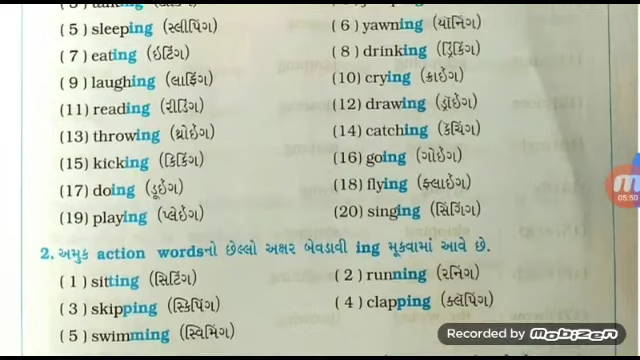 (5) sleeping (સ્લીપિંગ) (6) yawning (યૉનિંગ)
(7) eating (ઇટિંગ) (8) drinking (ડ્રિંકિંગ)
(9) laughing (લાફિંગ) (10) crying (ક્રાઇંગ)
(11) reading (રીડિંગ) (12) drawing (ડ્રૉઇંગ)
(13) throwing (થ્રોઇંગ) (14) catching (કૅચિંગ)
(15) kicking (કિકિંગ) (16) going (ગોઇંગ)
(17) doing (ડૂઇંગ) (18) flying (ફ્લાઇંગ)
(19) playing (પ્લેઇંગ) (20) singing (સિંગિંગ)
2. અમુક action wordsનો છેલ્લો અક્ષર બેવડાવી ing મૂકવામાં આવે છે.
(1) sitting (સિટિંગ) (2) running (રનિંગ)
(3) skipping (સ્કિપિંગ) (4) clapping (ક્લૅપિંગ)
(5) swimming (સ્વિમિંગ)
05:50
Recorded by mobizen